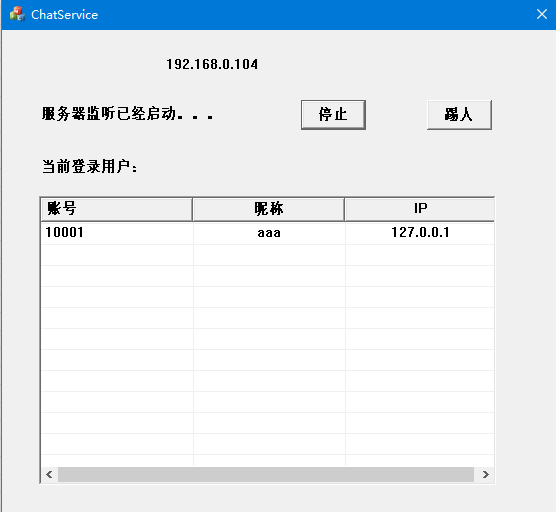 ChatService
192.168.0.104
服务器监听已经启动．．．
停止
踢人
当前登录用户：
账号 昵称 IP
10001 aaa 127.0.0.1